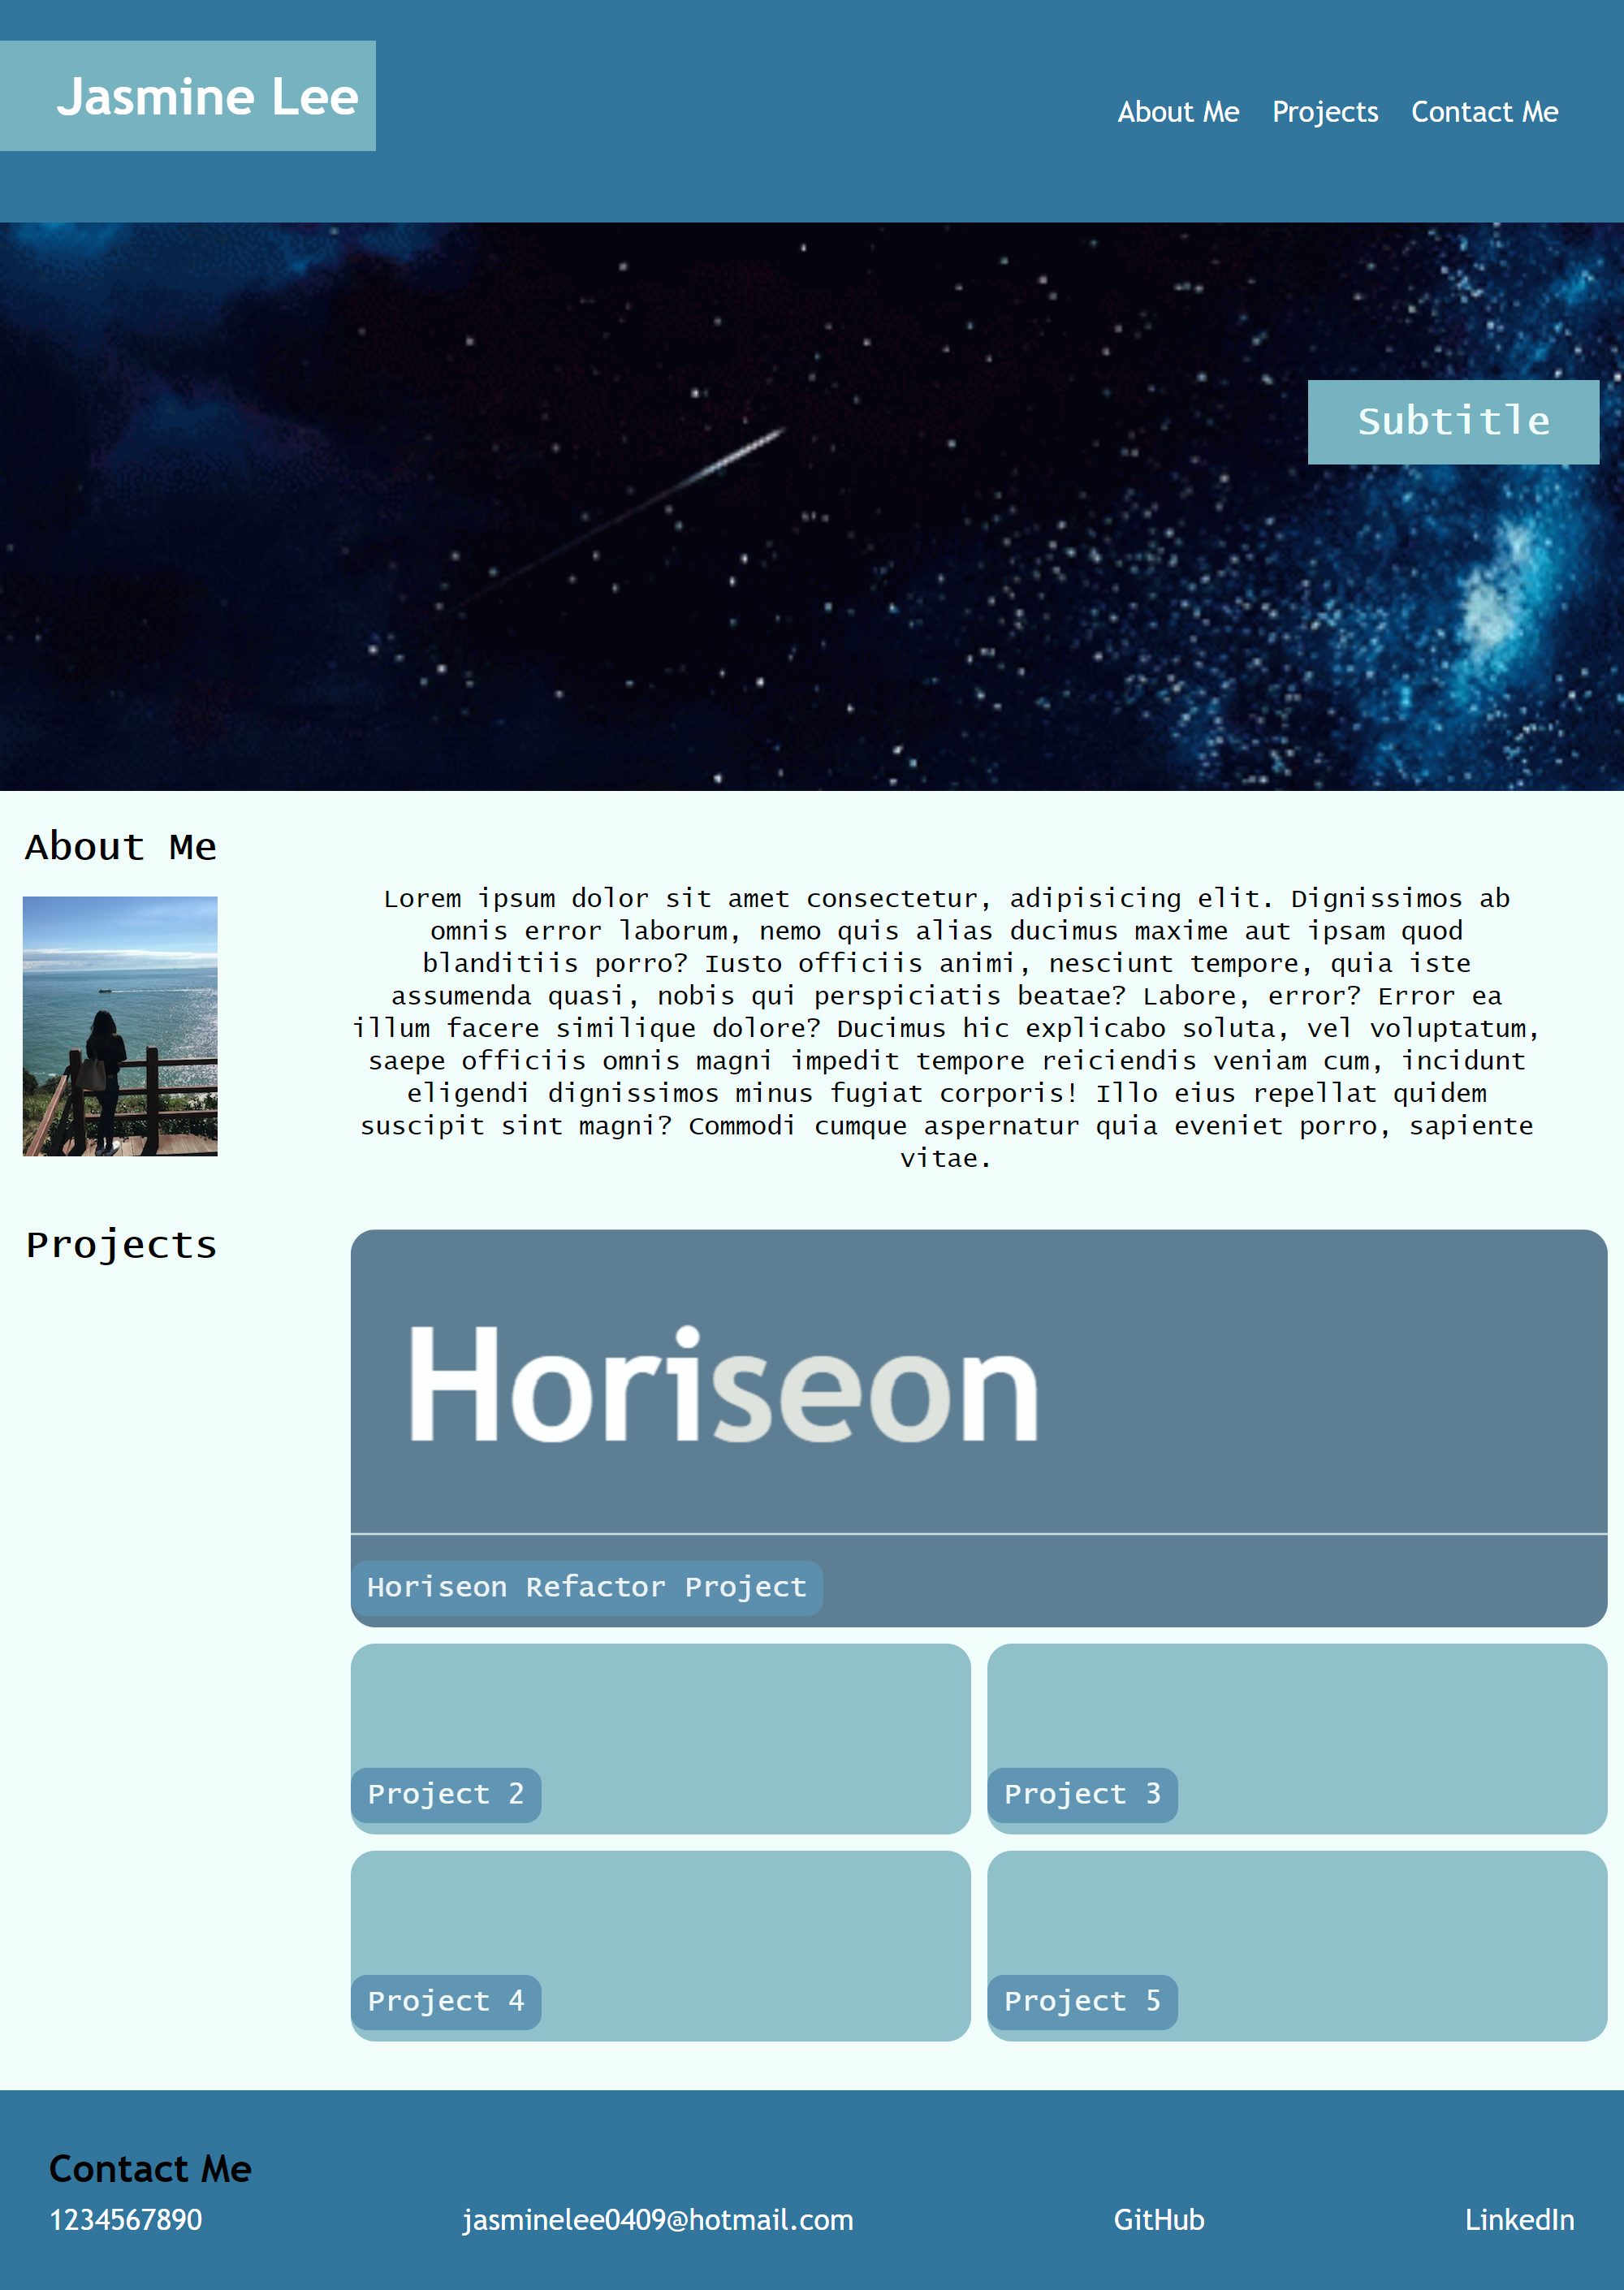 Jasmine Lee
About Me Projects Contact Me
Subtitle
About Me
Lorem ipsum dolor sit amet consectetur, adipisicing elit. Dignissimos ab
omnis error laborum, nemo quis alias ducimus maxime aut ipsam quod
blanditiis porro? Iusto officiis animi, nesciunt tempore, quia iste
assumenda quasi, nobis qui perspiciatis beatae? Labore, error? Error ea
illum facere similique dolore? Ducimus hic explicabo soluta, vel voluptatum,
saepe officiis omnis magni impedit tempore reiciendis veniam cum, incidunt
eligendi dignissimos minus fugiat corporis! Illo eius repellat quidem
suscipit sint magni? Commodi cumque aspernatur quia eveniet porro, sapiente
vitae.
Projects
Horiseon
Horiseon Refactor Project
Project 2
Project 3
Project 4
Project 5
Contact Me
1234567890 jasminelee0409@hotmail.com GitHub LinkedIn